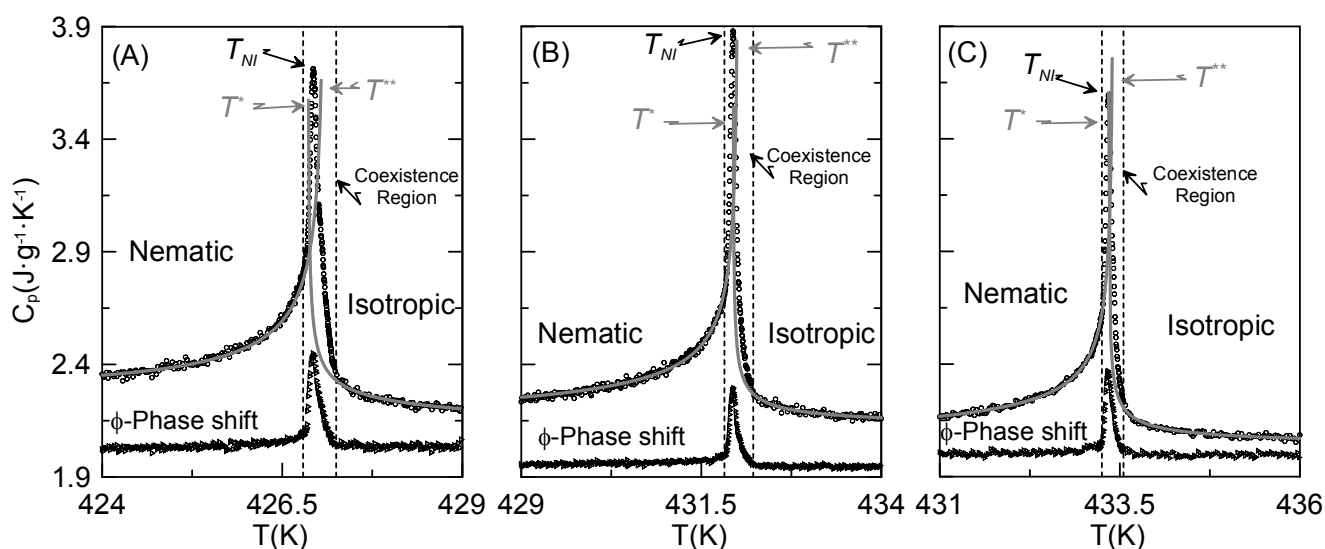 C_p(J·g⁻¹·K⁻¹)
3.9
3.4
2.9
2.4
1.9
(A)
T_NI
T*
T**
Coexistence
Region
Nematic
Isotropic
ϕ-Phase shift
424
426.5
429
T(K)
(B)
T_NI
T**
T*
Coexistence
Region
Nematic
Isotropic
ϕ-Phase shift
429
431.5
434
T(K)
(C)
T_NI
T**
T*
Coexistence
Region
Nematic
Isotropic
ϕ-Phase shift
431
433.5
436
T(K)